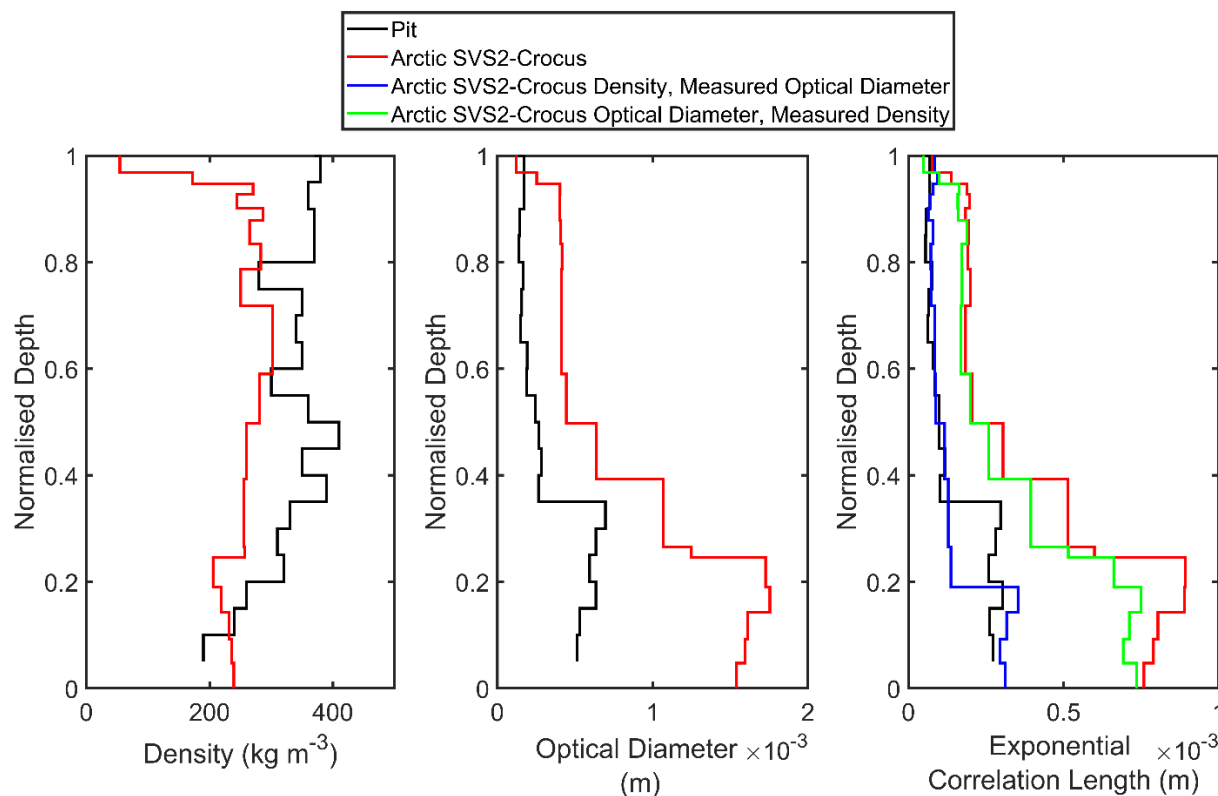 Pit
Arctic SVS2-Crocus
Arctic SVS2-Crocus Density, Measured Optical Diameter
Arctic SVS2-Crocus Optical Diameter, Measured Density
1
0.8
0.6
0.4
0.2
0
Normalised Depth
0 200 400
Density (kg m⁻³)
1
0.8
0.6
0.4
0.2
0
Normalised Depth
0 1 2
Optical Diameter ×10⁻³
(m)
1
0.8
0.6
0.4
0.2
0
Normalised Depth
0 0.5 1
Exponential ×10⁻³
Correlation Length (m)